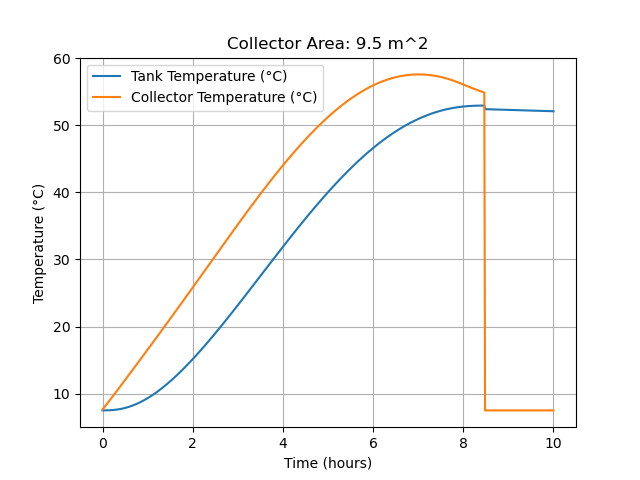 Collector Area: 9.5 m^2
Tank Temperature (°C)
Collector Temperature (°C)
60
50
40
30
20
10
Temperature (°C)
0 2 4 6 8 10
Time (hours)